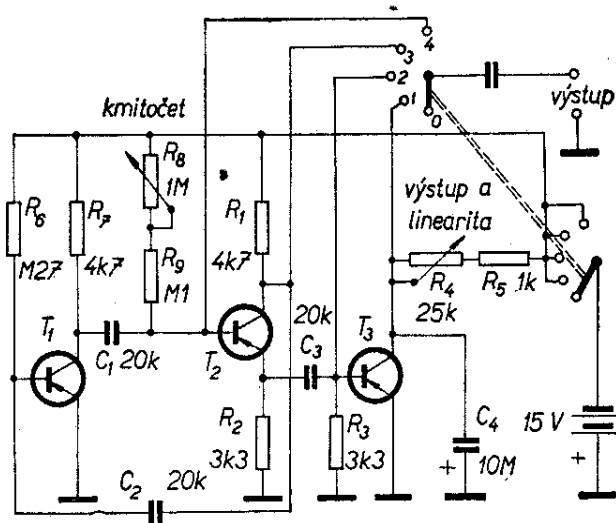 4
3
2
1
0
výstup
kmitočet
R8
1M
R6
M27
R7
4k7
R9
M1
R1
4k7
výstup a
linearita
R4
25k
R5 1k
T1
C1 20k
T2
20k
C3
T3
R2
3k3
R3
3k3
C4
10M
+
15 V
+
C2
20k